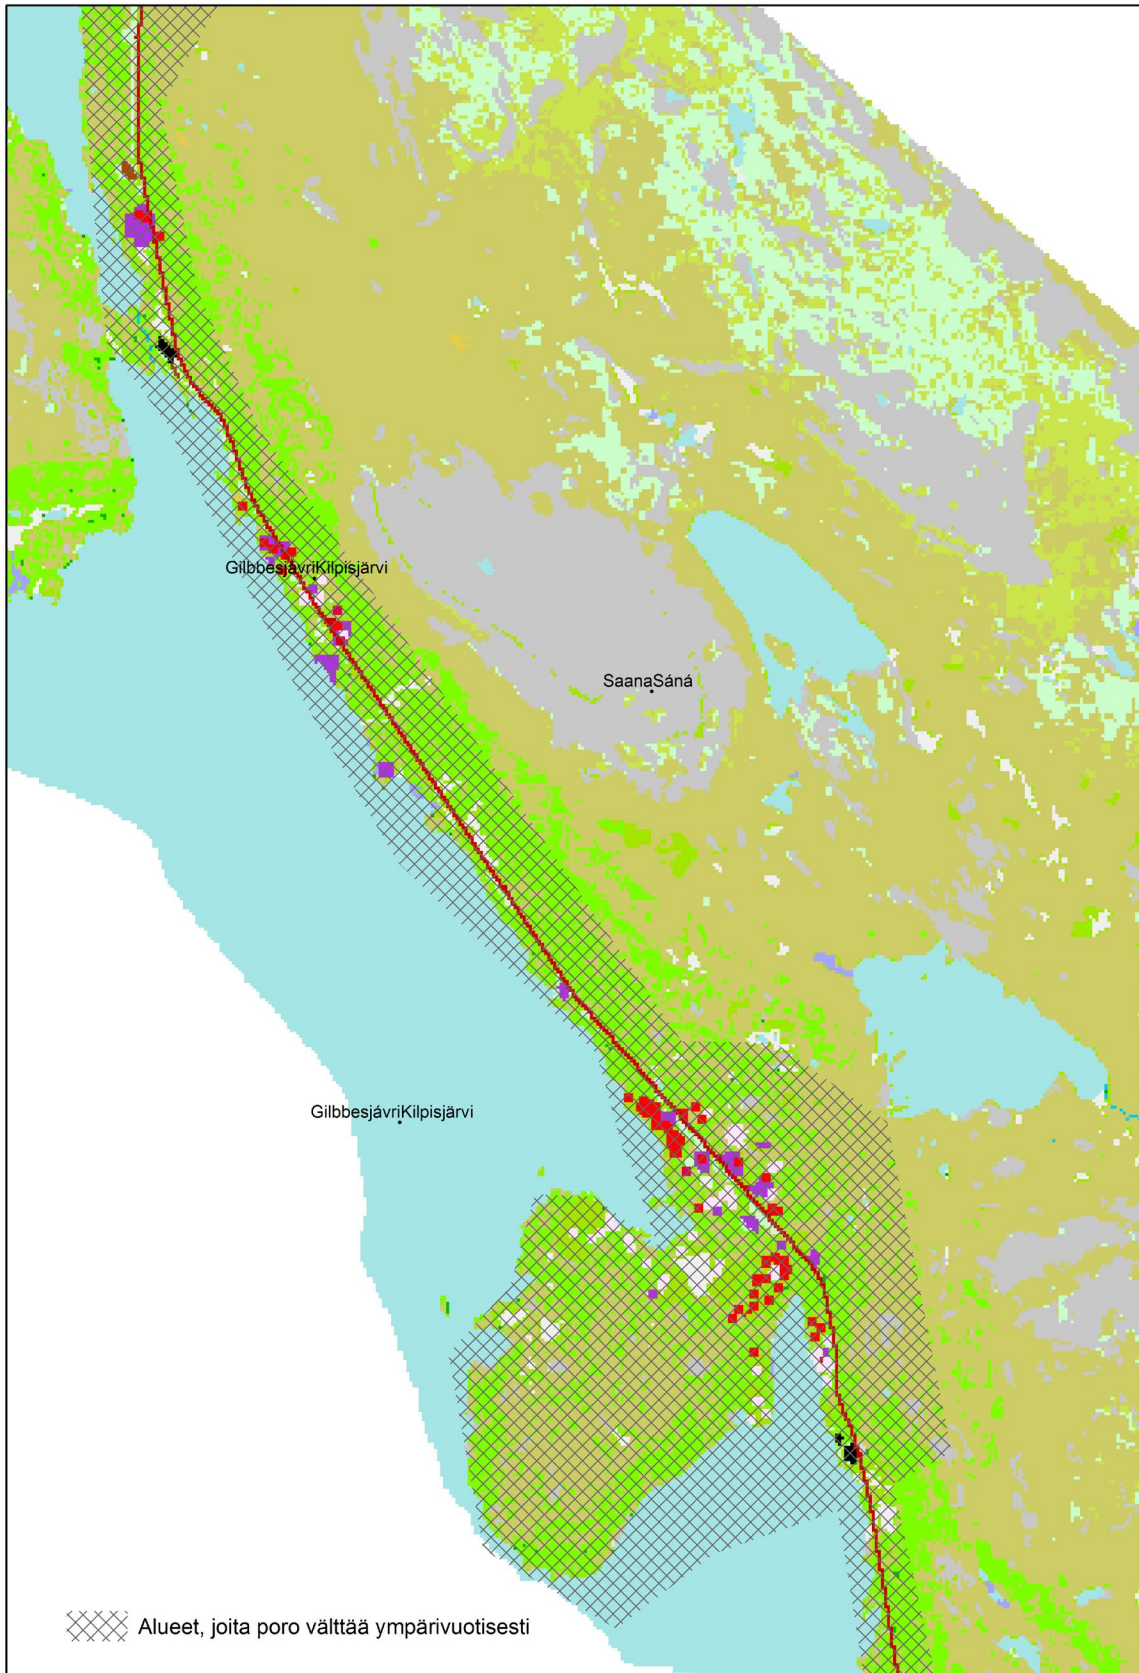 GilbbesjávriKilpisjärvi
SaanaSáná
GilbbesjávriKilpisjärvi
Alueet, joita poro välttää ympärivuotisesti